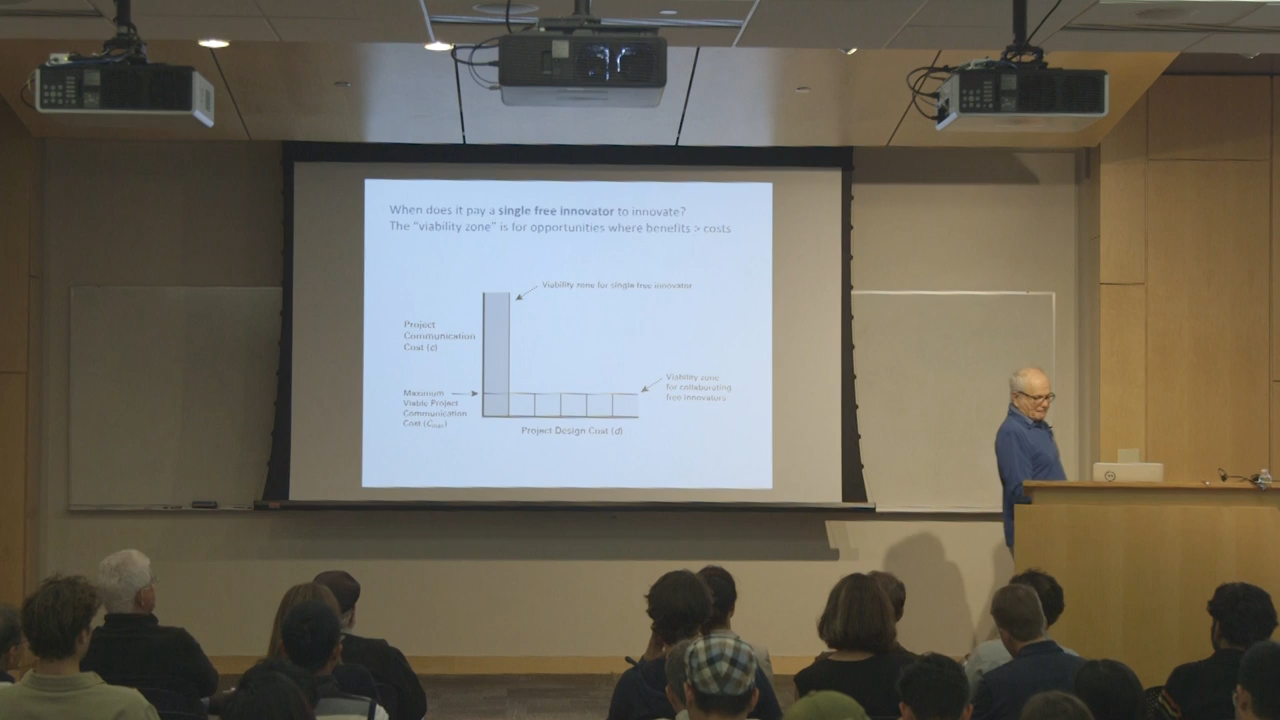 When does it pay a single free innovator to innovate?
The "viability zone" is for opportunities where benefits > costs
Viability zone for single free innovator
Project
Communication
Cost (c)
Maximum
Viable Project
Communication
Cost (Cmax)
Viability zone
for collaborating
free innovators
Project Design Cost (d)